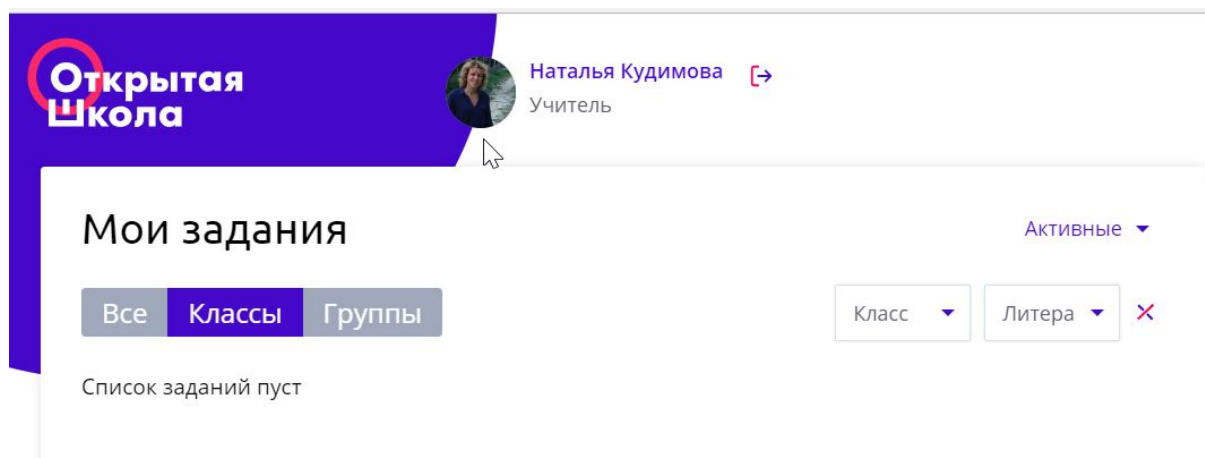 Открытая
Школа
Наталья Кудимова
Учитель
Мои задания
Активные
Все Классы Группы
Класс Литера
Список заданий пуст